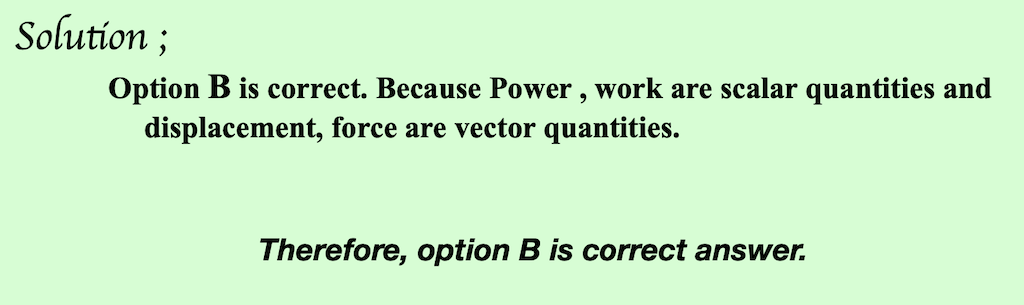 Solution ;
Option B is correct. Because Power , work are scalar quantities and
displacement, force are vector quantities.
Therefore, option B is correct answer.